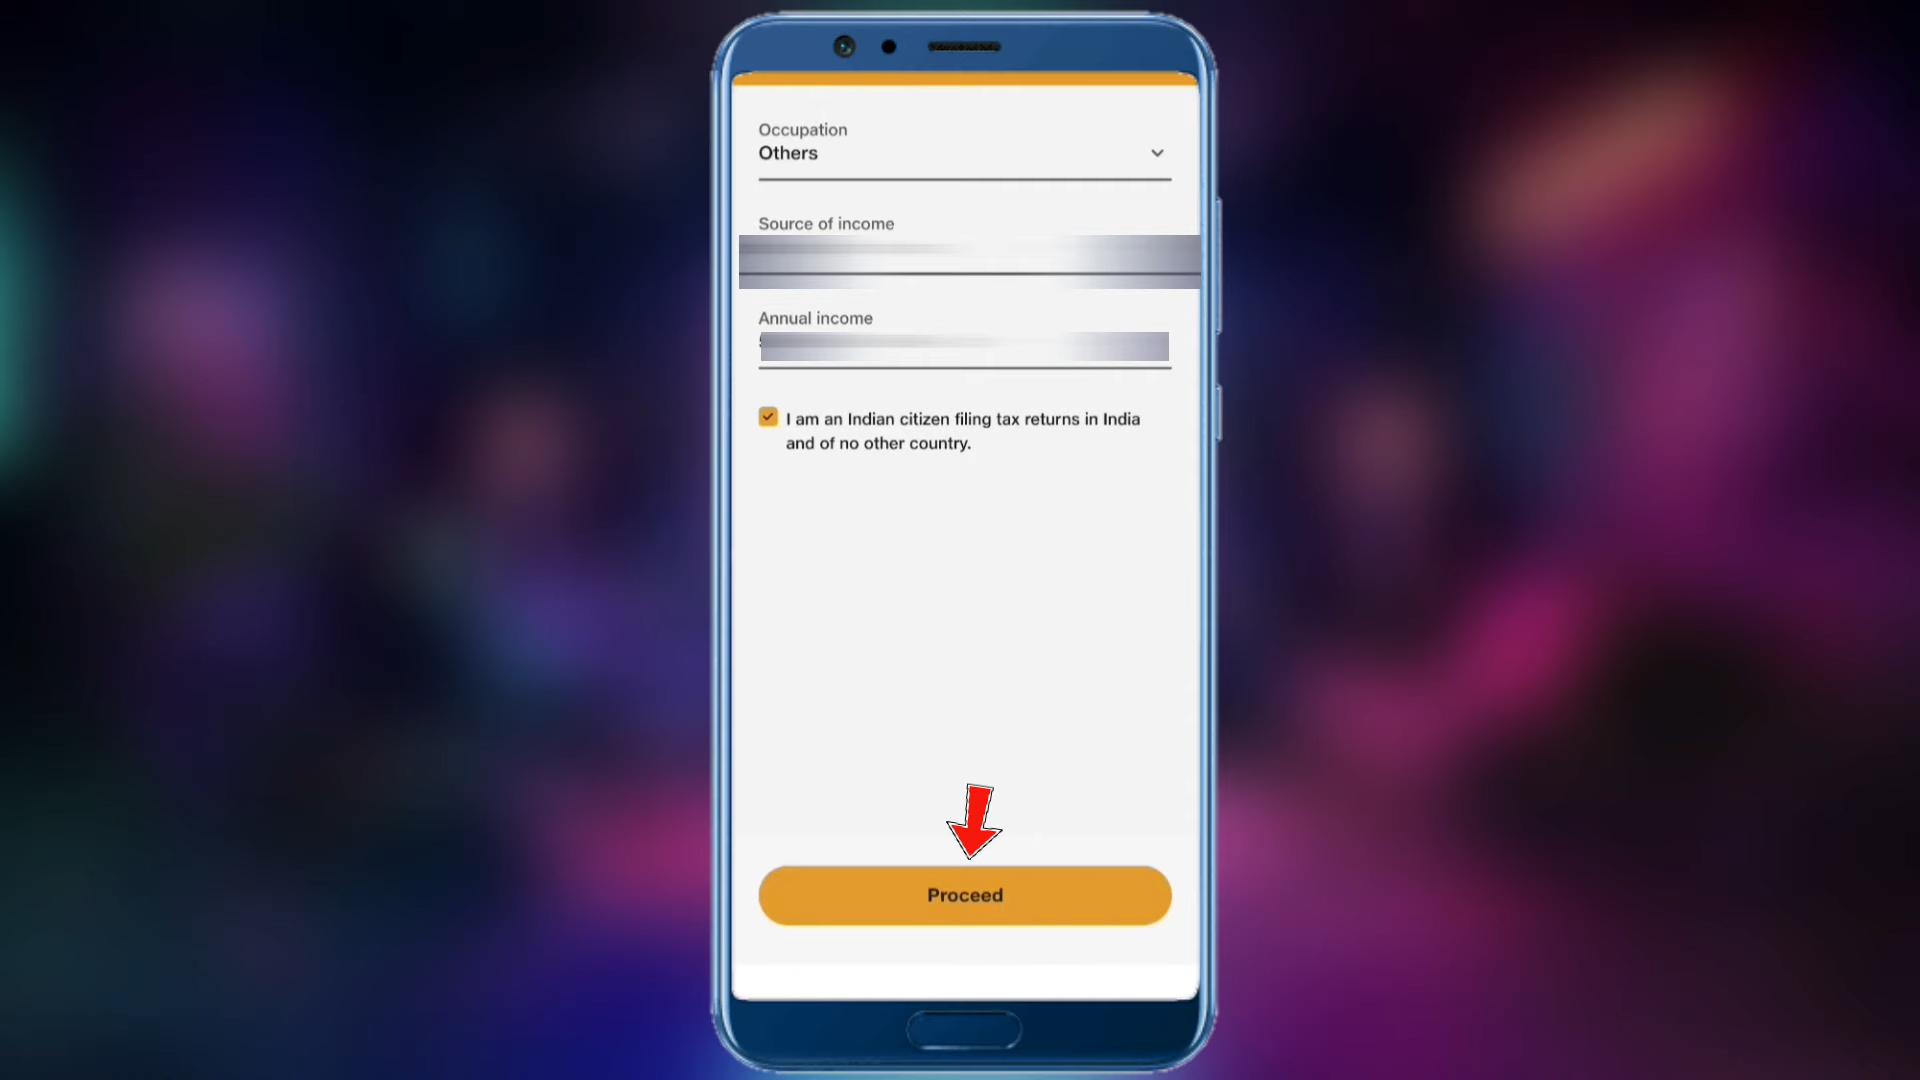 Occupation
Others
Source of income
Annual income
I am an Indian citizen filing tax returns in India
and of no other country.
Proceed